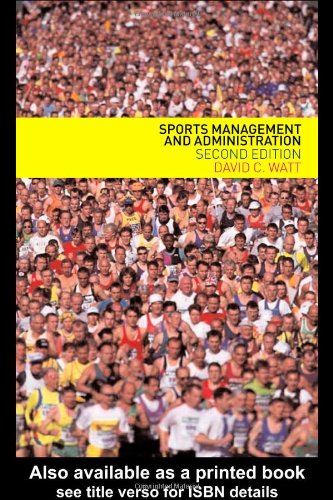 SPORTS MANAGEMENT
AND ADMINISTRATION
SECOND EDITION
DAVID C. WATT
Also available as a printed book
see title verso for ISBN details